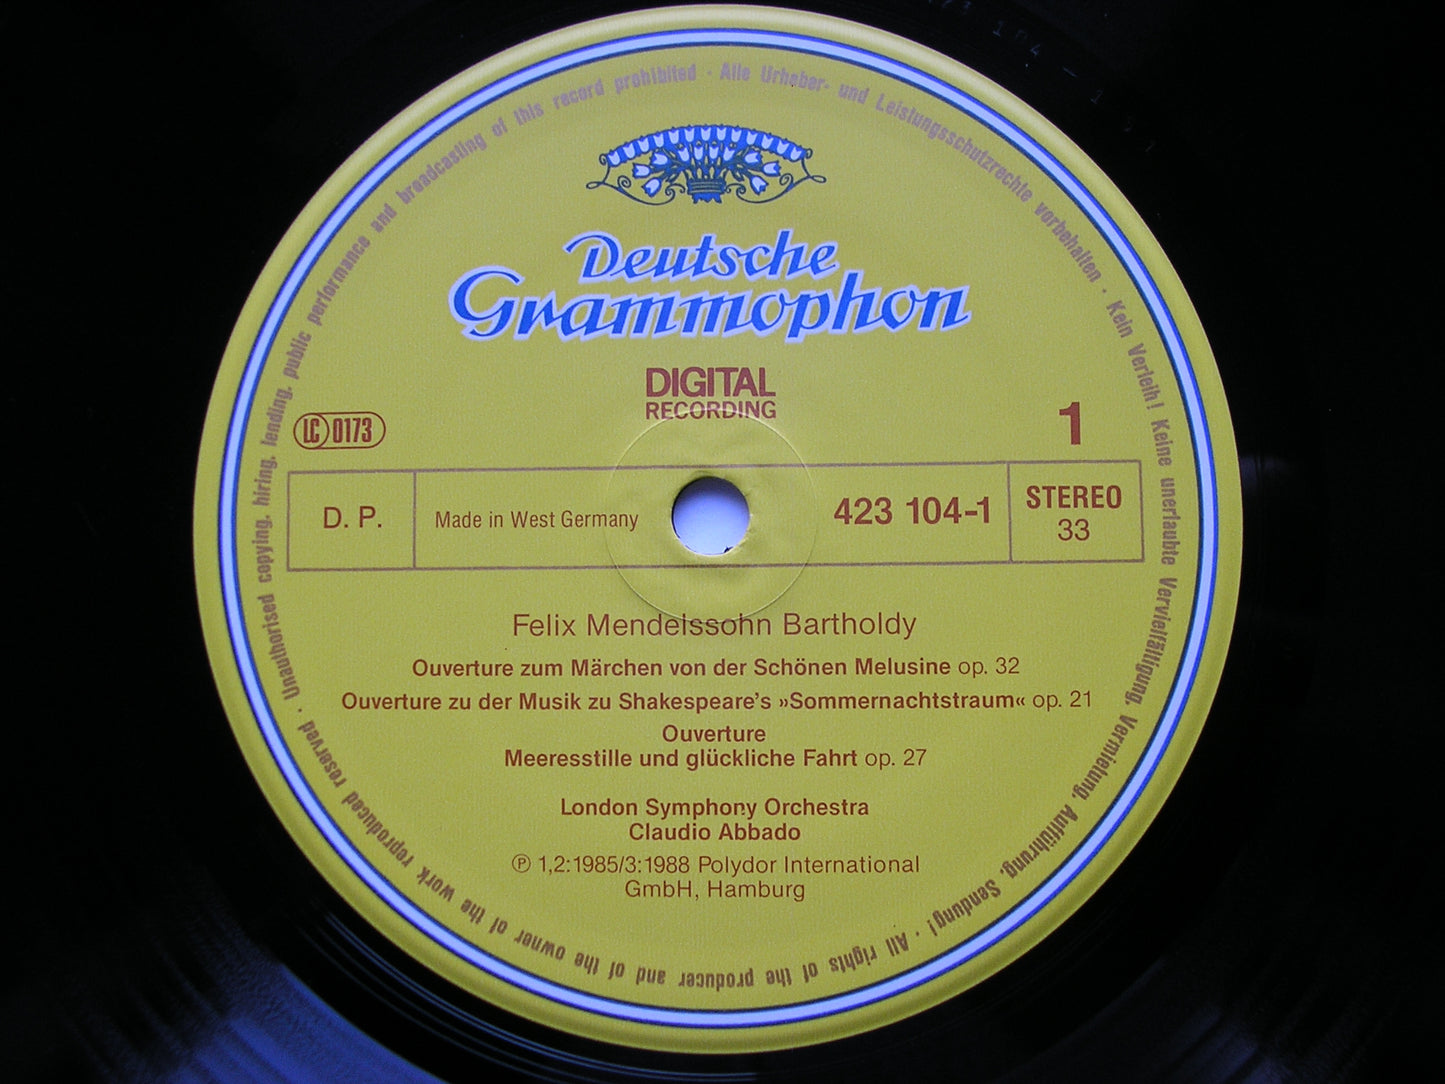 Deutsche
Grammophon
DIGITAL
RECORDING
LC 0173
1
D. P.
Made in West Germany
423 104-1
STEREO
33
Felix Mendelssohn Bartholdy
Ouverture zum Märchen von der Schönen Melusine op. 32
Ouverture zu der Musik zu Shakespeare's »Sommernachtstraum« op. 21
Ouverture
Meeresstille und glückliche Fahrt op. 27
London Symphony Orchestra
Claudio Abbado
℗ 1,2:1985/3:1988 Polydor International
GmbH, Hamburg
Alle Urheber- und Leistungsschutzrechte vorbehalten · Kein Verleih! Keine unerlaubte Vervielfältigung, Vermietung, Aufführung, Sendung! · All rights of the producer and of the owner of the work reproduced reserved · Unauthorised copying, hiring, lending, public performance and broadcasting of this record prohibited ·